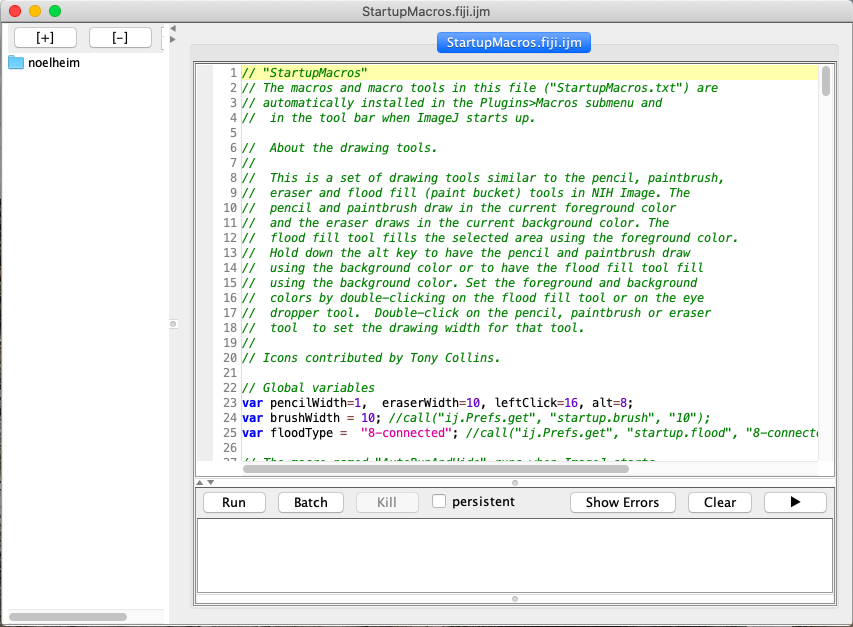 StartupMacros.fiji.ijm
[+] [-]
noelheim
StartupMacros.fiji.ijm
1 // "StartupMacros"
2 // The macros and macro tools in this file ("StartupMacros.txt") are
3 // automatically installed in the Plugins>Macros submenu and
4 //  in the tool bar when ImageJ starts up.
5
6 //  About the drawing tools.
7 //
8 //  This is a set of drawing tools similar to the pencil, paintbrush,
9 //  eraser and flood fill (paint bucket) tools in NIH Image. The
10 //  pencil and paintbrush draw in the current foreground color
11 //  and the eraser draws in the current background color. The
12 //  flood fill tool fills the selected area using the foreground color.
13 //  Hold down the alt key to have the pencil and paintbrush draw
14 //  using the background color or to have the flood fill tool fill
15 //  using the background color. Set the foreground and background
16 //  colors by double-clicking on the flood fill tool or on the eye
17 //  dropper tool.  Double-click on the pencil, paintbrush or eraser
18 //  tool  to set the drawing width for that tool.
19 //
20 // Icons contributed by Tony Collins.
21
22 // Global variables
23 var pencilWidth=1,  eraserWidth=10, leftClick=16, alt=8;
24 var brushWidth = 10; //call("ij.Prefs.get", "startup.brush", "10");
25 var floodType =  "8-connected"; //call("ij.Prefs.get", "startup.flood", "8-connecte
26
27 // The macro named "AutoRunAndHide" runs when ImageJ starts
Run Batch Kill persistent Show Errors Clear